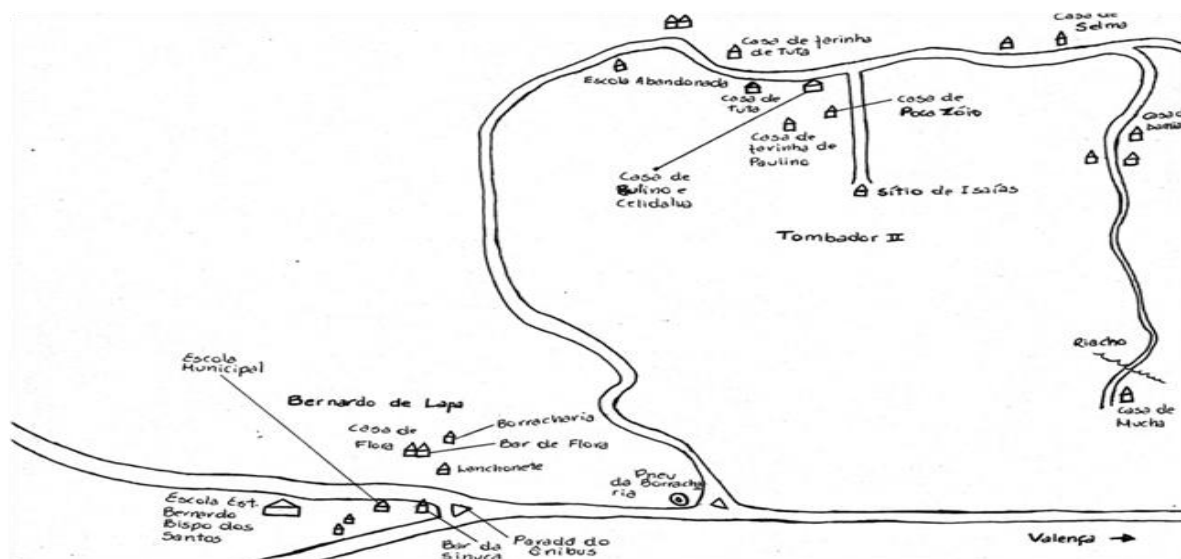 Casa de
Selma
Casa de farinha
de Tuta
Escola Abandonada
Casa de
Tuta
Casa de
Poca Zóio
Casa de
farinha de
Paulino
Casa de
Celidalva
Sítio de Isaías
Tombador II
Riacho
Casa de
Mucha
Escola
Municipal
Bernardo de Lapa
Casa de
Flora
Borracharia
Bar de Flora
Lanchonete
Pneu
da Borracha
ria
Escola Est.
Bernardo
Bispo dos
Santos
Bar da
Sinuca
Parada do
Ônibus
Valença